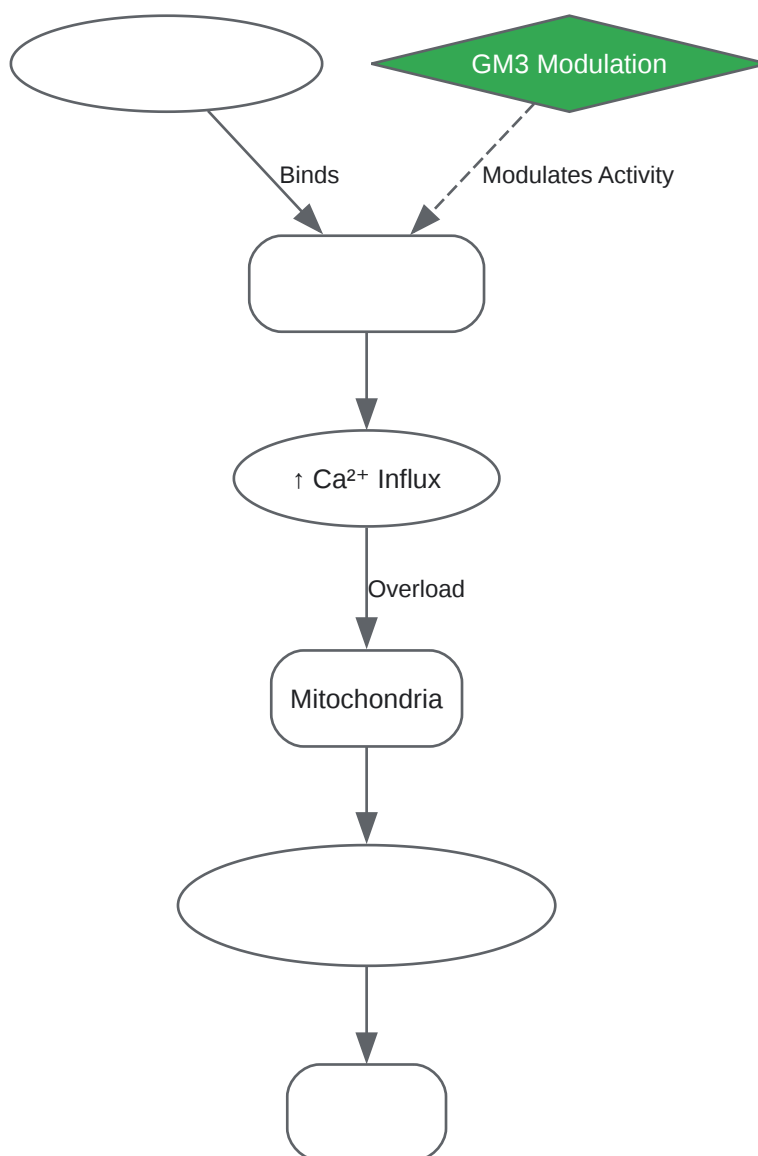 GM3 Modulation
Binds
Modulates Activity
↑ Ca²⁺ Influx
Overload
Mitochondria